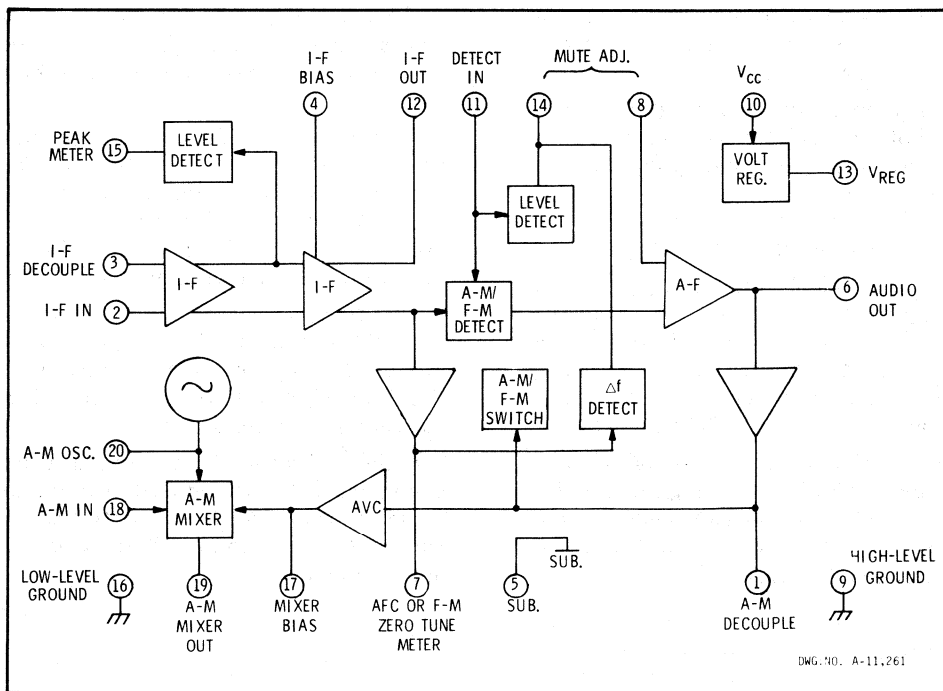 I-F
BIAS
4
I-F
OUT
12
DETECT
IN
11
MUTE ADJ.
14
8
VCC
10
PEAK
METER
15
LEVEL
DETECT
VOLT
REG.
13
VREG
LEVEL
DETECT
I-F
DECOUPLE
3
I-F
I-F
I-F IN
2
A-M/
F-M
DETECT
A-F
6
AUDIO
OUT
A-M/
F-M
SWITCH
Δf
DETECT
A-M OSC.
20
A-M IN
18
A-M
MIXER
AVC
LOW-LEVEL
GROUND
16
19
A-M
MIXER
OUT
17
MIXER
BIAS
7
AFC OR F-M
ZERO TUNE
METER
SUB.
5
SUB.
1
A-M
DECOUPLE
9
HIGH-LEVEL
GROUND
DWG. NO. A-11,261